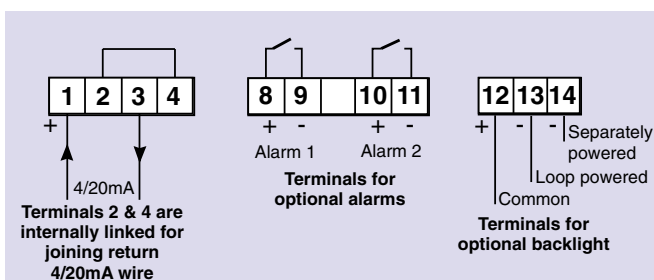 1 2 3 4
+
4/20mA
Terminals 2 & 4 are
internally linked for
joining return
4/20mA wire
8 9 10 11
+ - + -
Alarm 1 Alarm 2
Terminals for
optional alarms
12 13 14
+ - -
Separately
powered
Loop powered
Common
Terminals for
optional backlight